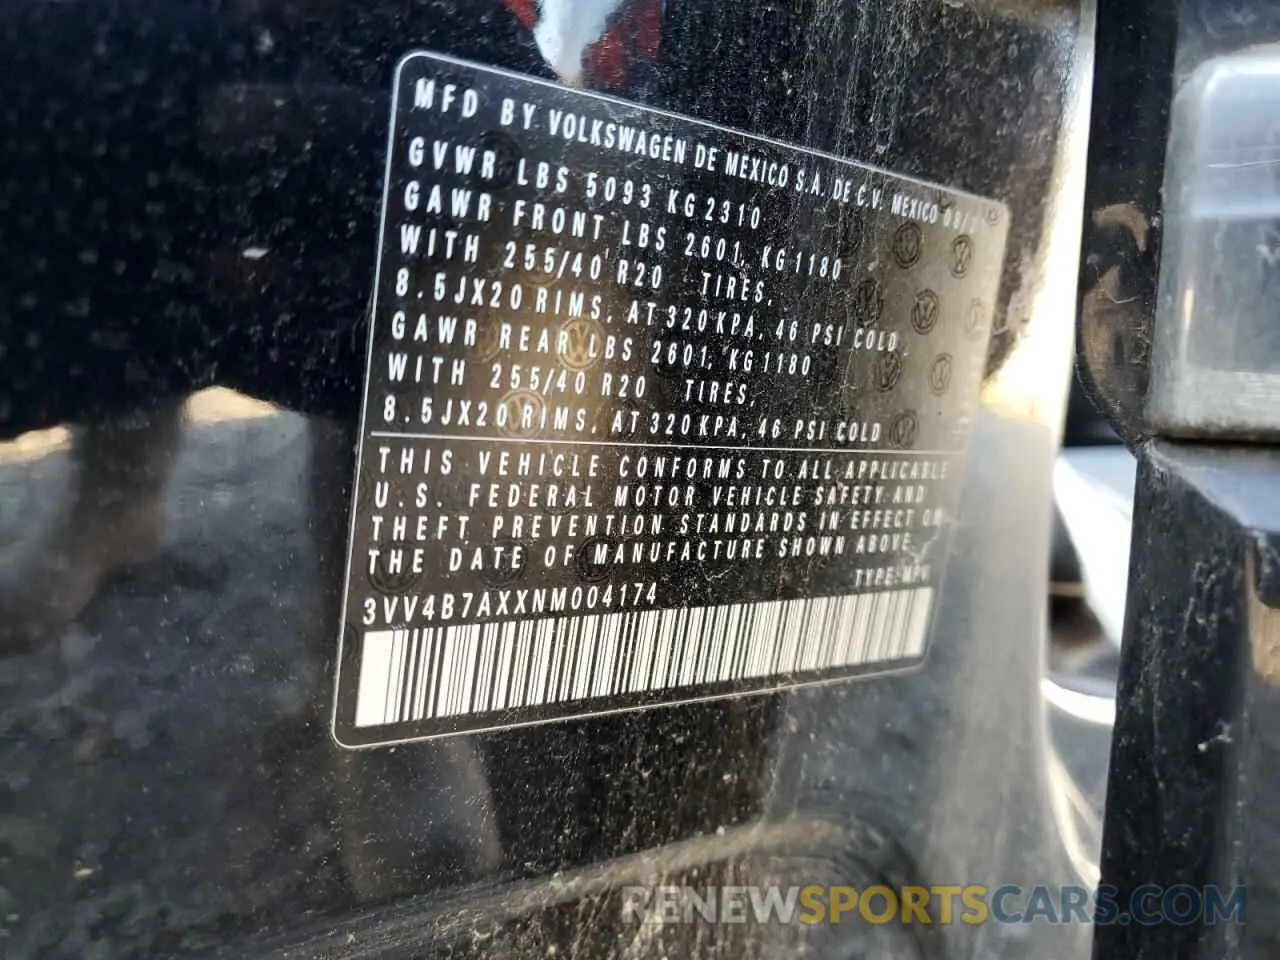 MFD BY VOLKSWAGEN DE MEXICO S.A. DE C.V. MEXICO 08/2
GVWR LBS 5093 KG 2310
GAWR FRONT LBS 2601, KG 1180
WITH 255/40 R20 TIRES,
8.5JX20 RIMS, AT 320 KPA, 46 PSI COLD
GAWR REAR LBS 2601, KG 1180
WITH 255/40 R20 TIRES,
8.5JX20 RIMS, AT 320 KPA, 46 PSI COLD
THIS VEHICLE CONFORMS TO ALL APPLICABLE
U.S. FEDERAL MOTOR VEHICLE SAFETY AND
THEFT PREVENTION STANDARDS IN EFFECT ON
THE DATE OF MANUFACTURE SHOWN ABOVE
TYPE:MPV
3VV4B7AXXNM004174
RENEWSPORTSCARS.COM